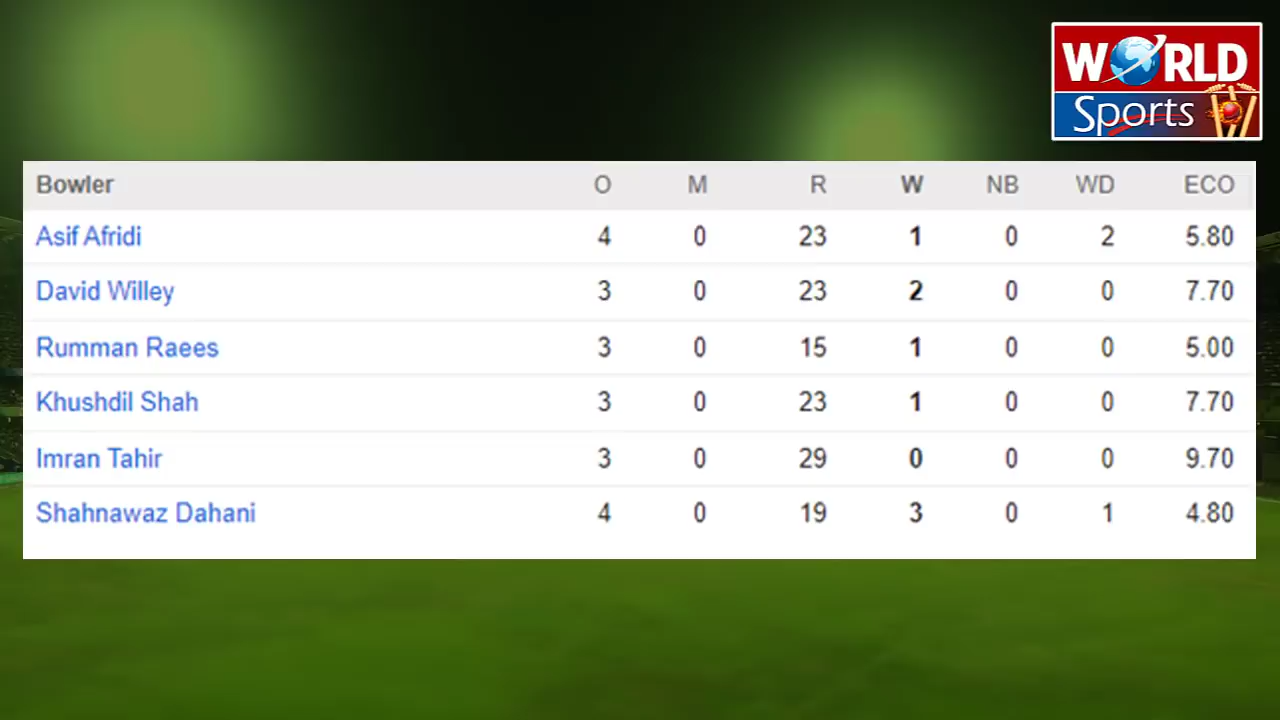 WORLD
Sports
Bowler O M R W NB WD ECO
Asif Afridi 4 0 23 1 0 2 5.80
David Willey 3 0 23 2 0 0 7.70
Rumman Raees 3 0 15 1 0 0 5.00
Khushdil Shah 3 0 23 1 0 0 7.70
Imran Tahir 3 0 29 0 0 0 9.70
Shahnawaz Dahani 4 0 19 3 0 1 4.80